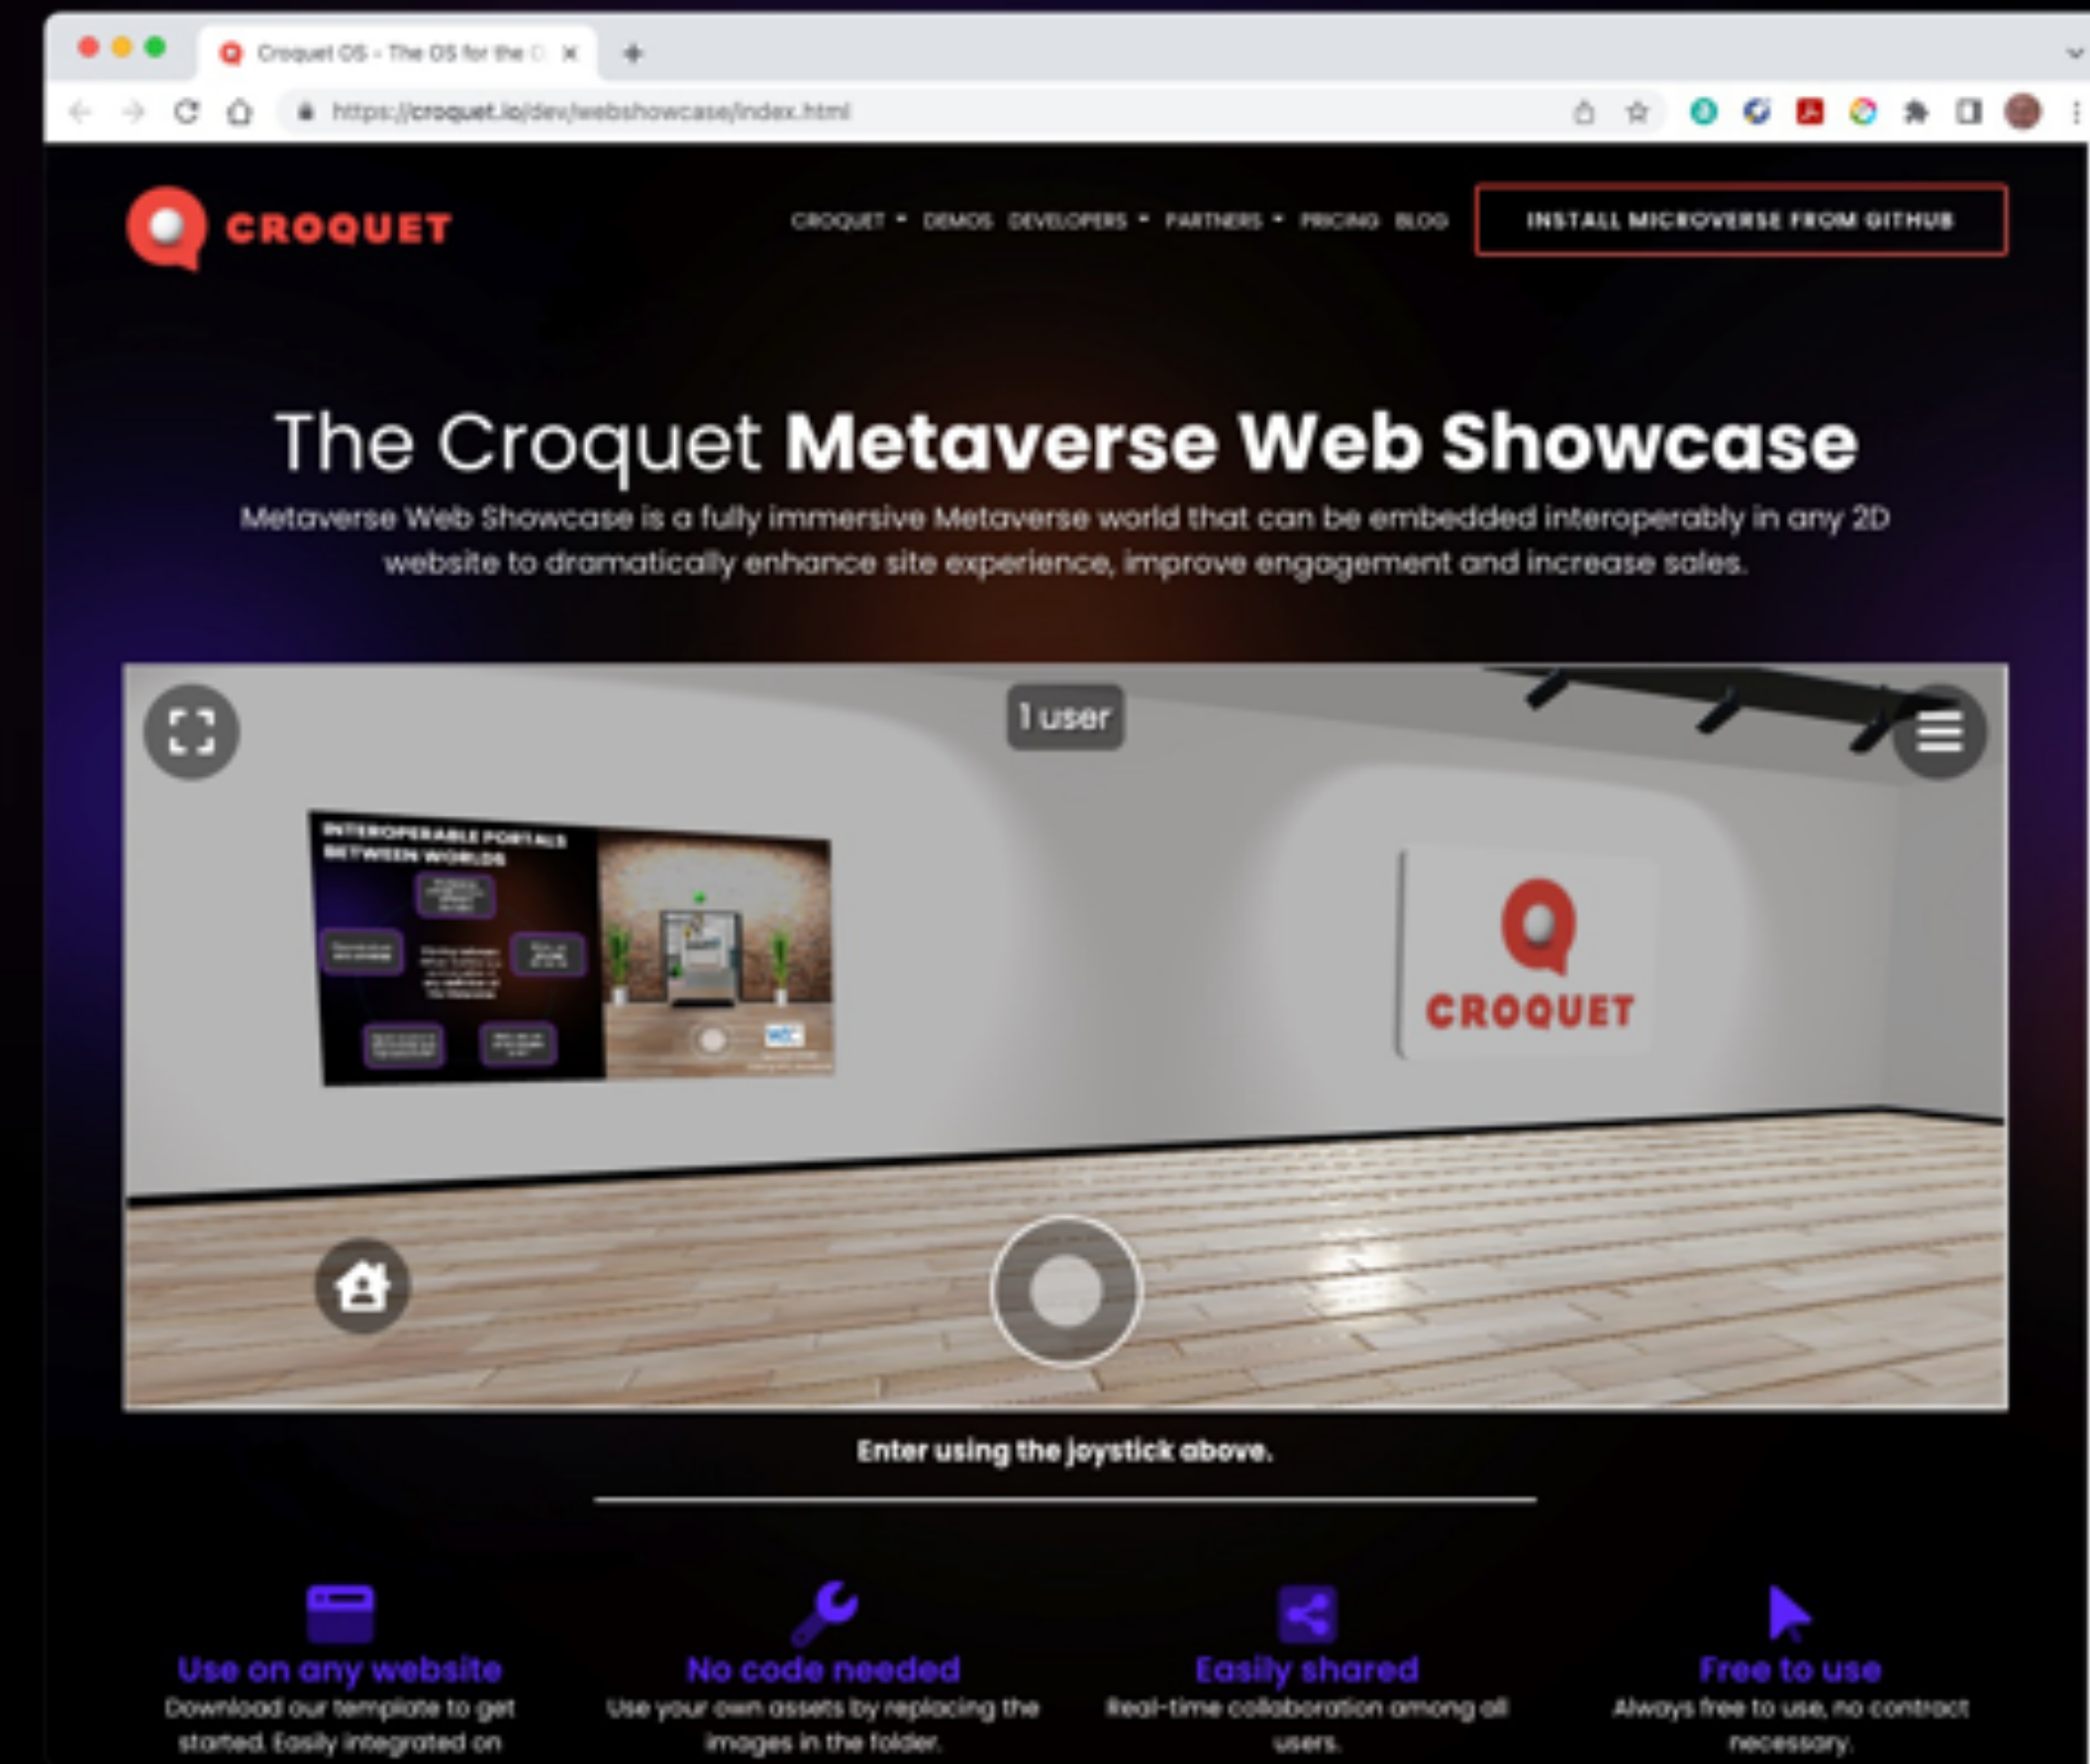 Croquet OS - The OS for the
https://croquet.io/dev/webshowcase/index.html
CROQUET
CROQUET DEMOS DEVELOPERS PARTNERS PRICING BLOG
INSTALL MICROVERSE FROM GITHUB
The Croquet Metaverse Web Showcase
Metaverse Web Showcase is a fully immersive Metaverse world that can be embedded interoperably in any 2D
website to dramatically enhance site experience, improve engagement and increase sales.
1 user
INTEROPERABLE PORTALS
BETWEEN WORLDS
CROQUET
Enter using the joystick above.
Use on any website
Download our template to get
started. Easily integrated on
No code needed
Use your own assets by replacing the
images in the folder.
Easily shared
Real-time collaboration among all
users.
Free to use
Always free to use, no contract
necessary.